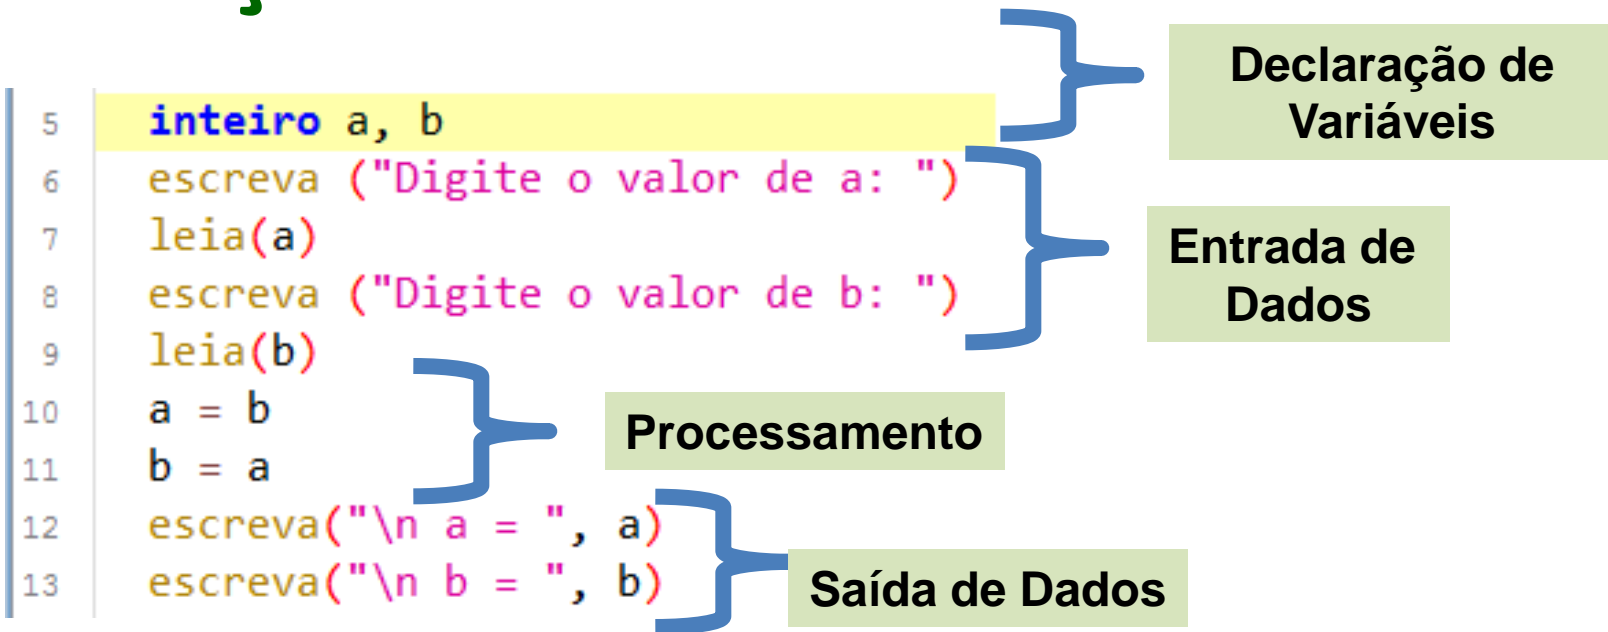 Declaração de
Variáveis
5 inteiro a, b
6 escreva ("Digite o valor de a: ")
7 leia(a)
8 escreva ("Digite o valor de b: ")
9 leia(b)
Entrada de
Dados
10 a = b
11 b = a
Processamento
12 escreva("\n a = ", a)
13 escreva("\n b = ", b)
Saída de Dados